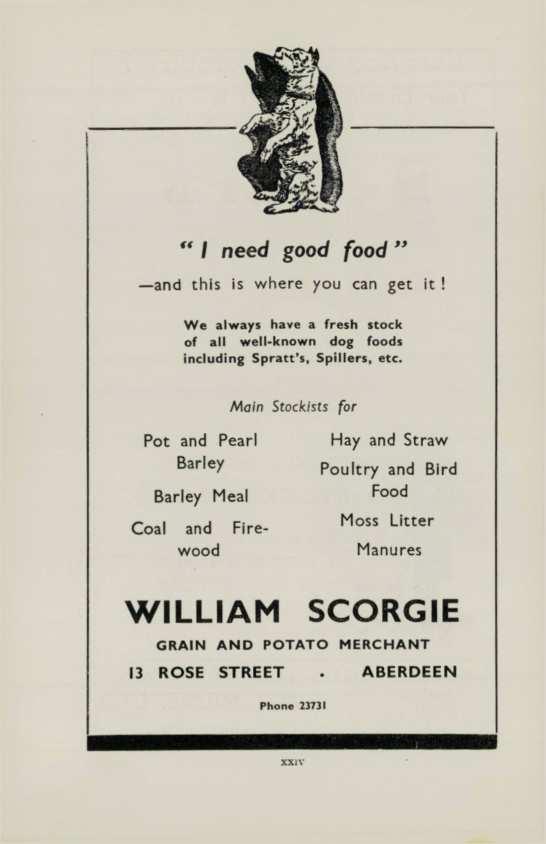 “ I need good food ”
—and this is where you can get it !
We always have a fresh stock
of all well-known dog foods
including Spratt's, Spillers, etc.
Main Stockists for
Pot and Pearl
Barley
Barley Meal
Coal and Fire-
wood
Hay and Straw
Poultry and Bird
Food
Moss Litter
Manures
WILLIAM SCORGIE
GRAIN AND POTATO MERCHANT
13 ROSE STREET . ABERDEEN
Phone 23731
xxiv